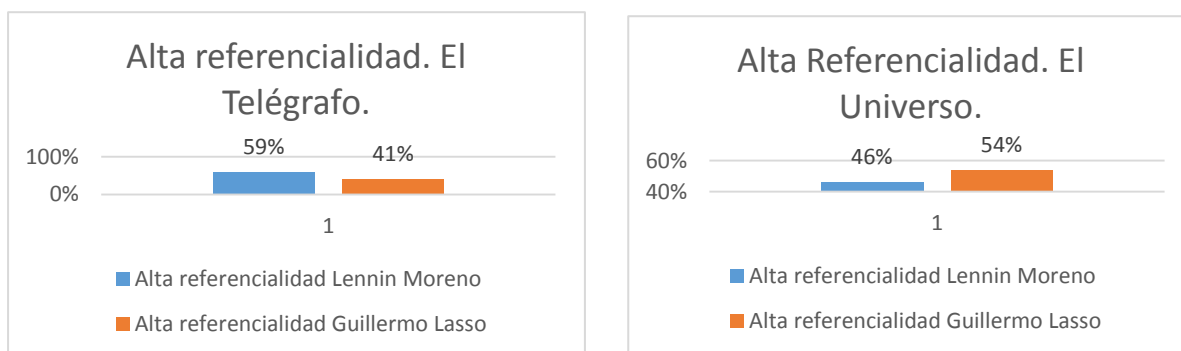 Alta referencialidad. El
Telégrafo.
59%
41%
100%
0%
1
Alta referencialidad Lennin Moreno
Alta referencialidad Guillermo Lasso
Alta Referencialidad. El
Universo.
46%
54%
60%
40%
1
Alta referencialidad Lennin Moreno
Alta referencialidad Guillermo Lasso